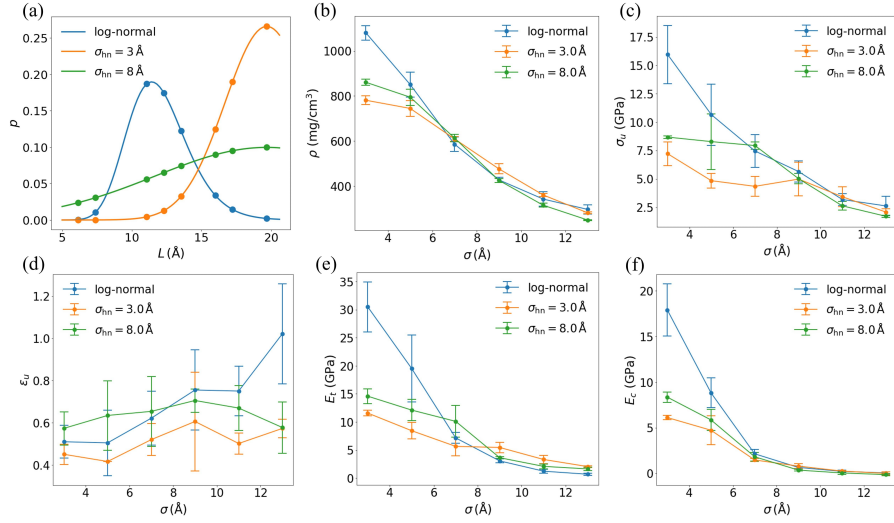 (a)
log-normal
σhn = 3 Å
σhn = 8 Å
p
0.25
0.20
0.15
0.10
0.05
0.00
5
10
15
20
L (Å)
(b)
log-normal
σhn = 3.0 Å
σhn = 8.0 Å
ρ (mg/cm³)
1000
800
600
400
4
6
8
10
12
σ (Å)
(c)
log-normal
σhn = 3.0 Å
σhn = 8.0 Å
σu (GPa)
17.5
15.0
12.5
10.0
7.5
5.0
2.5
4
6
8
10
12
σ (Å)
(d)
log-normal
σhn = 3.0 Å
σhn = 8.0 Å
εu
1.2
1.0
0.8
0.6
0.4
4
6
8
10
12
σ (Å)
(e)
log-normal
σhn = 3.0 Å
σhn = 8.0 Å
Et (GPa)
35
30
25
20
15
10
5
0
4
6
8
10
12
σ (Å)
(f)
log-normal
σhn = 3.0 Å
σhn = 8.0 Å
Ec (GPa)
20
15
10
5
0
4
6
8
10
12
σ (Å)